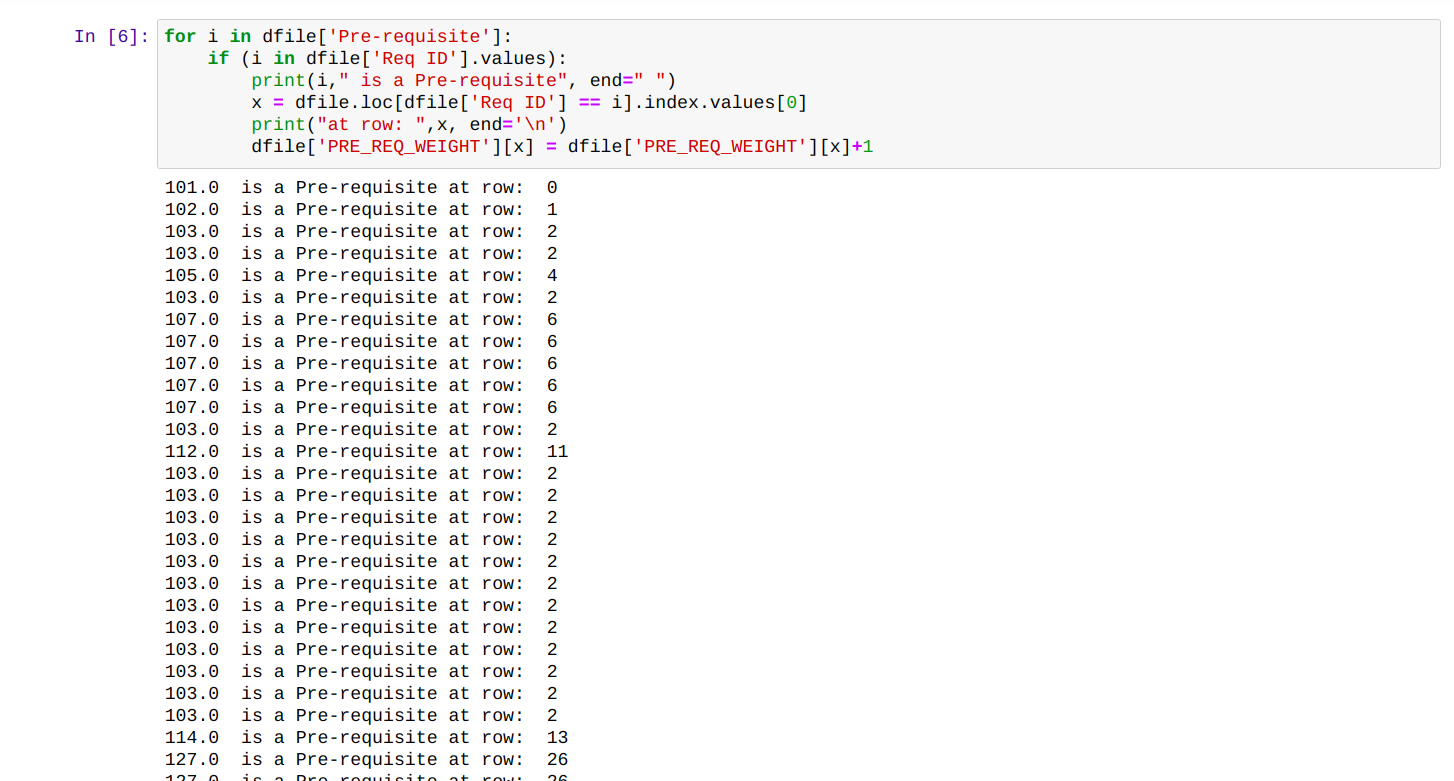 In [6]: for i in dfile['Pre-requisite']:
    if (i in dfile['Req ID'].values):
        print(i," is a Pre-requisite", end=" ")
        x = dfile.loc[dfile['Req ID'] == i].index.values[0]
        print("at row: ",x, end='\n')
        dfile['PRE_REQ_WEIGHT'][x] = dfile['PRE_REQ_WEIGHT'][x]+1
101.0  is a Pre-requisite at row:  0
102.0  is a Pre-requisite at row:  1
103.0  is a Pre-requisite at row:  2
103.0  is a Pre-requisite at row:  2
105.0  is a Pre-requisite at row:  4
103.0  is a Pre-requisite at row:  2
107.0  is a Pre-requisite at row:  6
107.0  is a Pre-requisite at row:  6
107.0  is a Pre-requisite at row:  6
107.0  is a Pre-requisite at row:  6
107.0  is a Pre-requisite at row:  6
103.0  is a Pre-requisite at row:  2
112.0  is a Pre-requisite at row:  11
103.0  is a Pre-requisite at row:  2
103.0  is a Pre-requisite at row:  2
103.0  is a Pre-requisite at row:  2
103.0  is a Pre-requisite at row:  2
103.0  is a Pre-requisite at row:  2
103.0  is a Pre-requisite at row:  2
103.0  is a Pre-requisite at row:  2
103.0  is a Pre-requisite at row:  2
103.0  is a Pre-requisite at row:  2
103.0  is a Pre-requisite at row:  2
103.0  is a Pre-requisite at row:  2
103.0  is a Pre-requisite at row:  2
114.0  is a Pre-requisite at row:  13
127.0  is a Pre-requisite at row:  26
127.0  is a Pre-requisite at row:  26